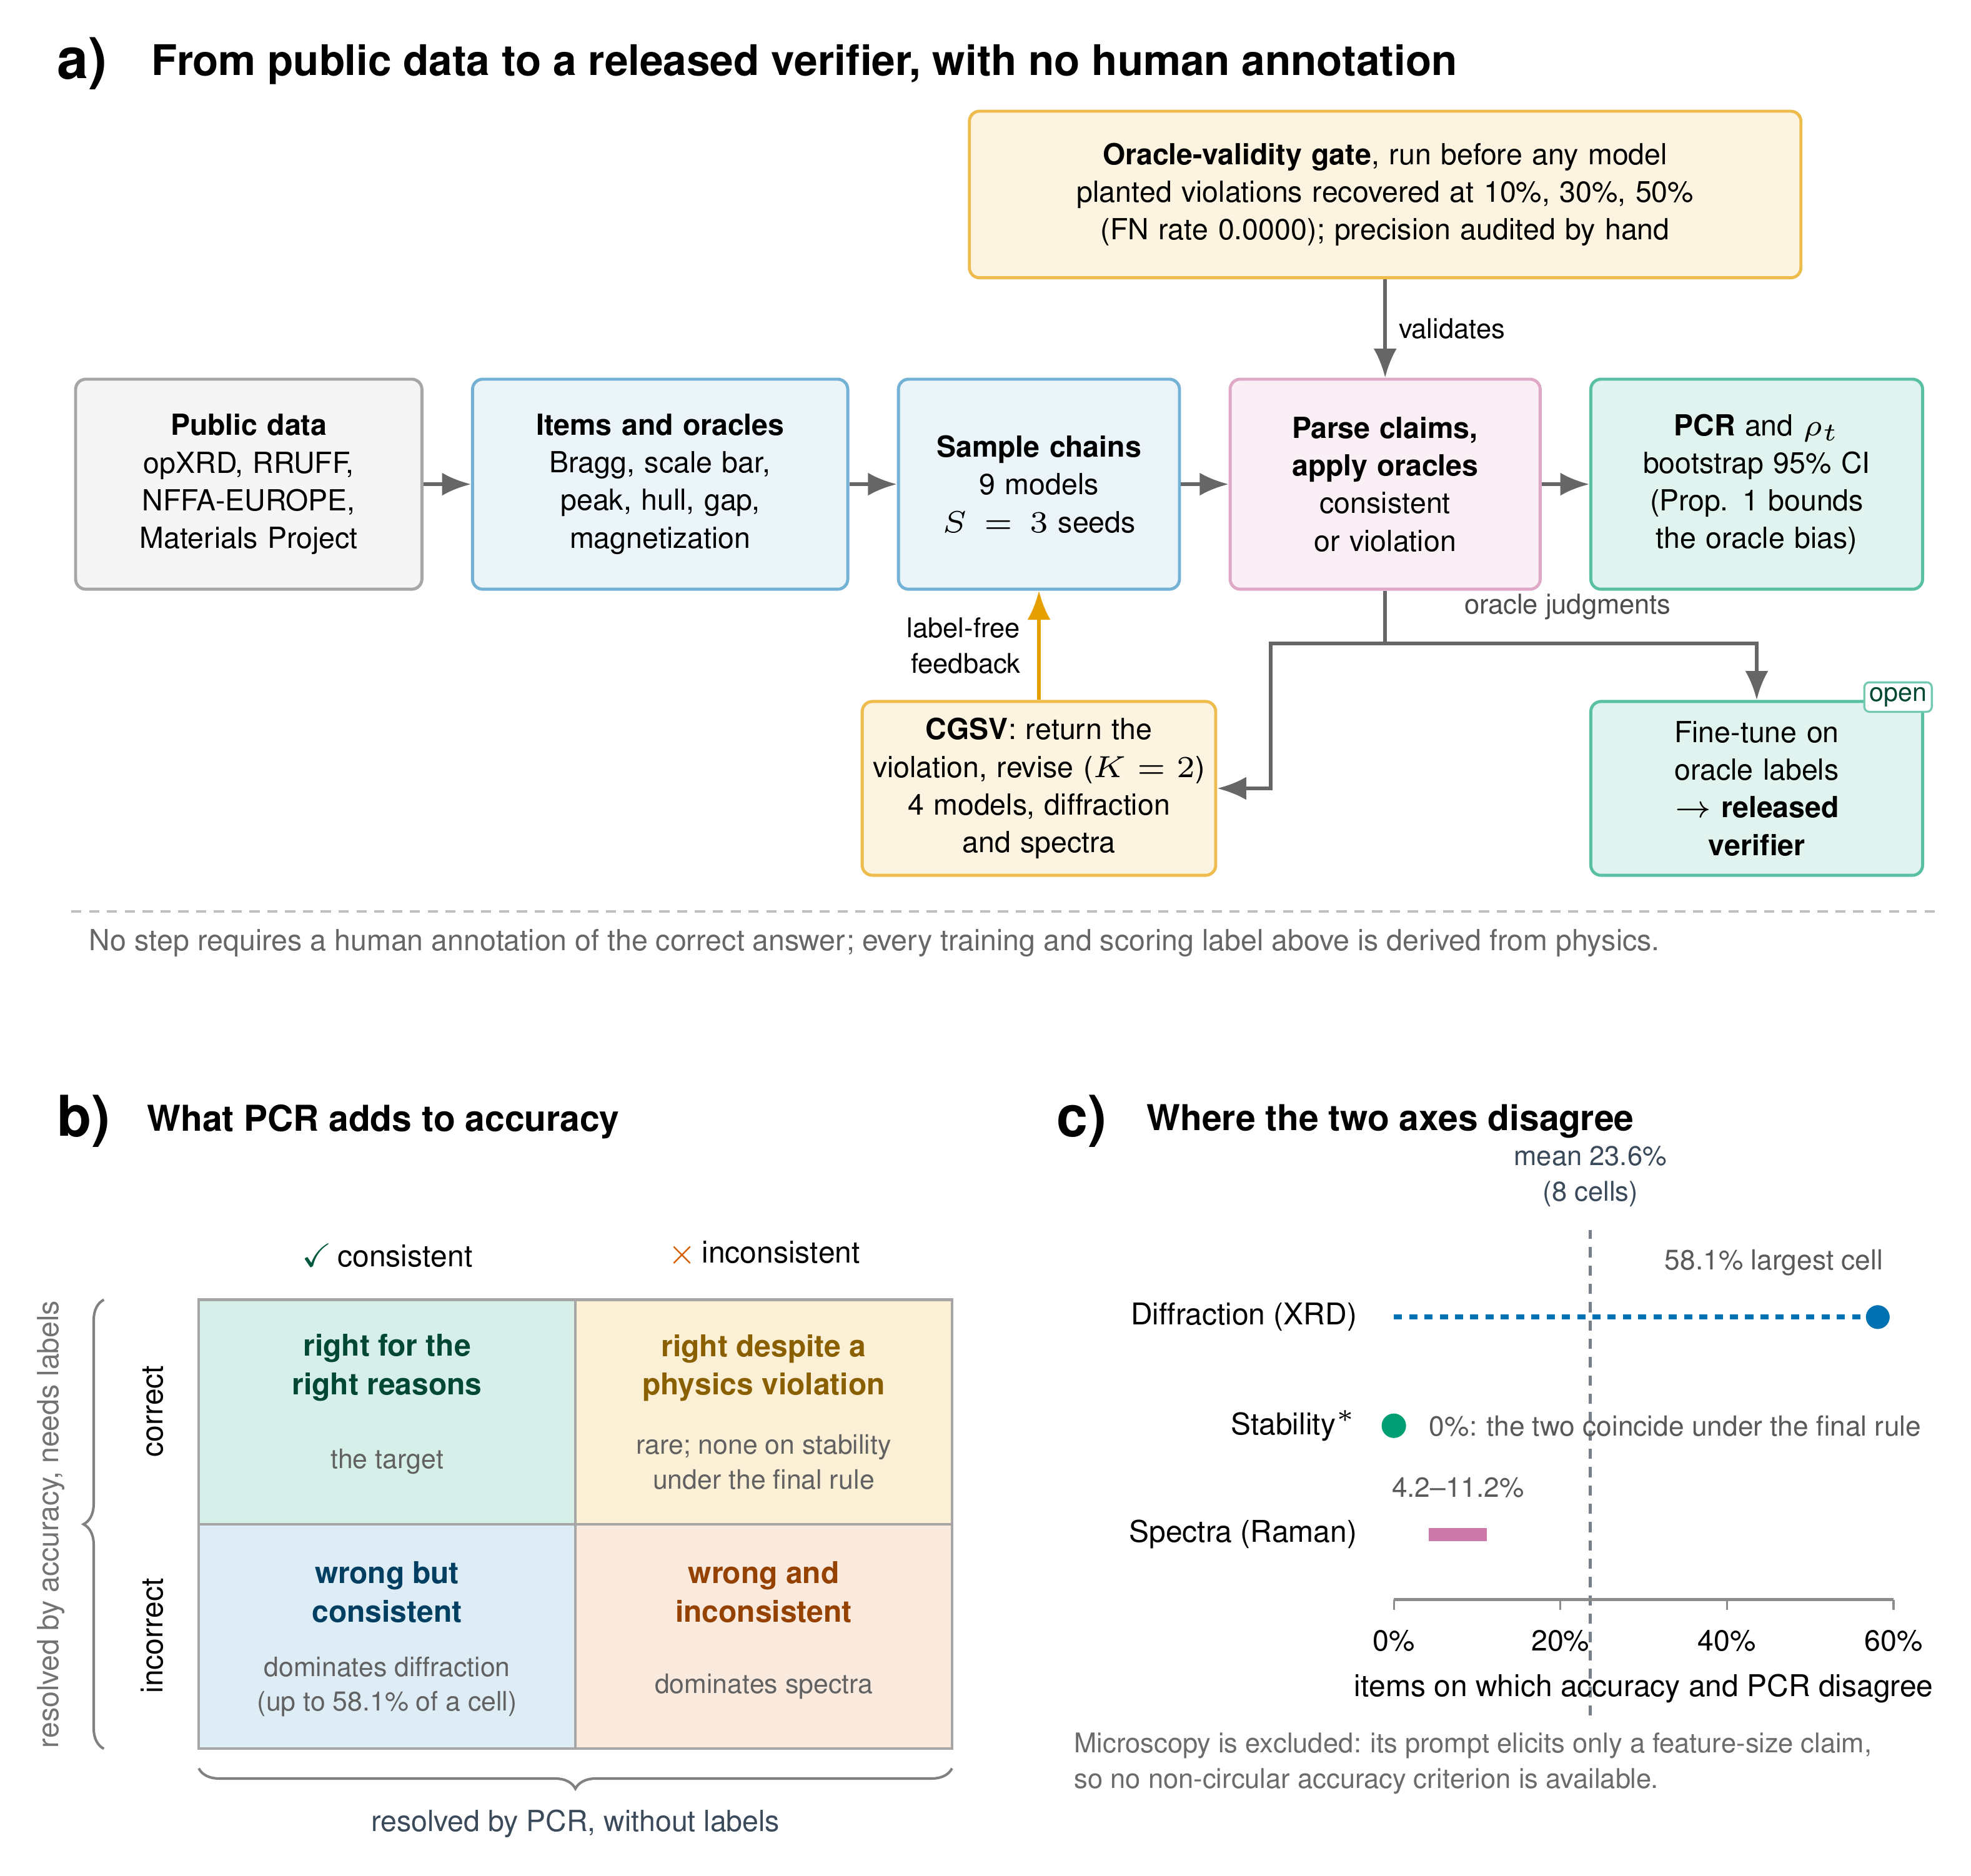 a) From public data to a released verifier, with no human annotation
Oracle-validity gate, run before any model
planted violations recovered at 10%, 30%, 50%
(FN rate 0.0000); precision audited by hand
validates
Public data
opXRD, RRUFF,
NFFA-EUROPE,
Materials Project
Items and oracles
Bragg, scale bar,
peak, hull, gap,
magnetization
Sample chains
9 models
S = 3 seeds
Parse claims,
apply oracles
consistent
or violation
PCR and ρt
bootstrap 95% CI
(Prop. 1 bounds
the oracle bias)
oracle judgments
label-free
feedback
CGSV: return the
violation, revise (K = 2)
4 models, diffraction
and spectra
open
Fine-tune on
oracle labels
→ released
verifier
No step requires a human annotation of the correct answer; every training and scoring label above is derived from physics.
b) What PCR adds to accuracy
✓ consistent
× inconsistent
resolved by accuracy, needs labels
correct
right for the
right reasons
the target
right despite a
physics violation
rare; none on stability
under the final rule
incorrect
wrong but
consistent
dominates diffraction
(up to 58.1% of a cell)
wrong and
inconsistent
dominates spectra
resolved by PCR, without labels
c) Where the two axes disagree
mean 23.6%
(8 cells)
58.1% largest cell
Diffraction (XRD)
Stability*
0%: the two coincide under the final rule
4.2–11.2%
Spectra (Raman)
0% 20% 40% 60%
items on which accuracy and PCR disagree
Microscopy is excluded: its prompt elicits only a feature-size claim,
so no non-circular accuracy criterion is available.